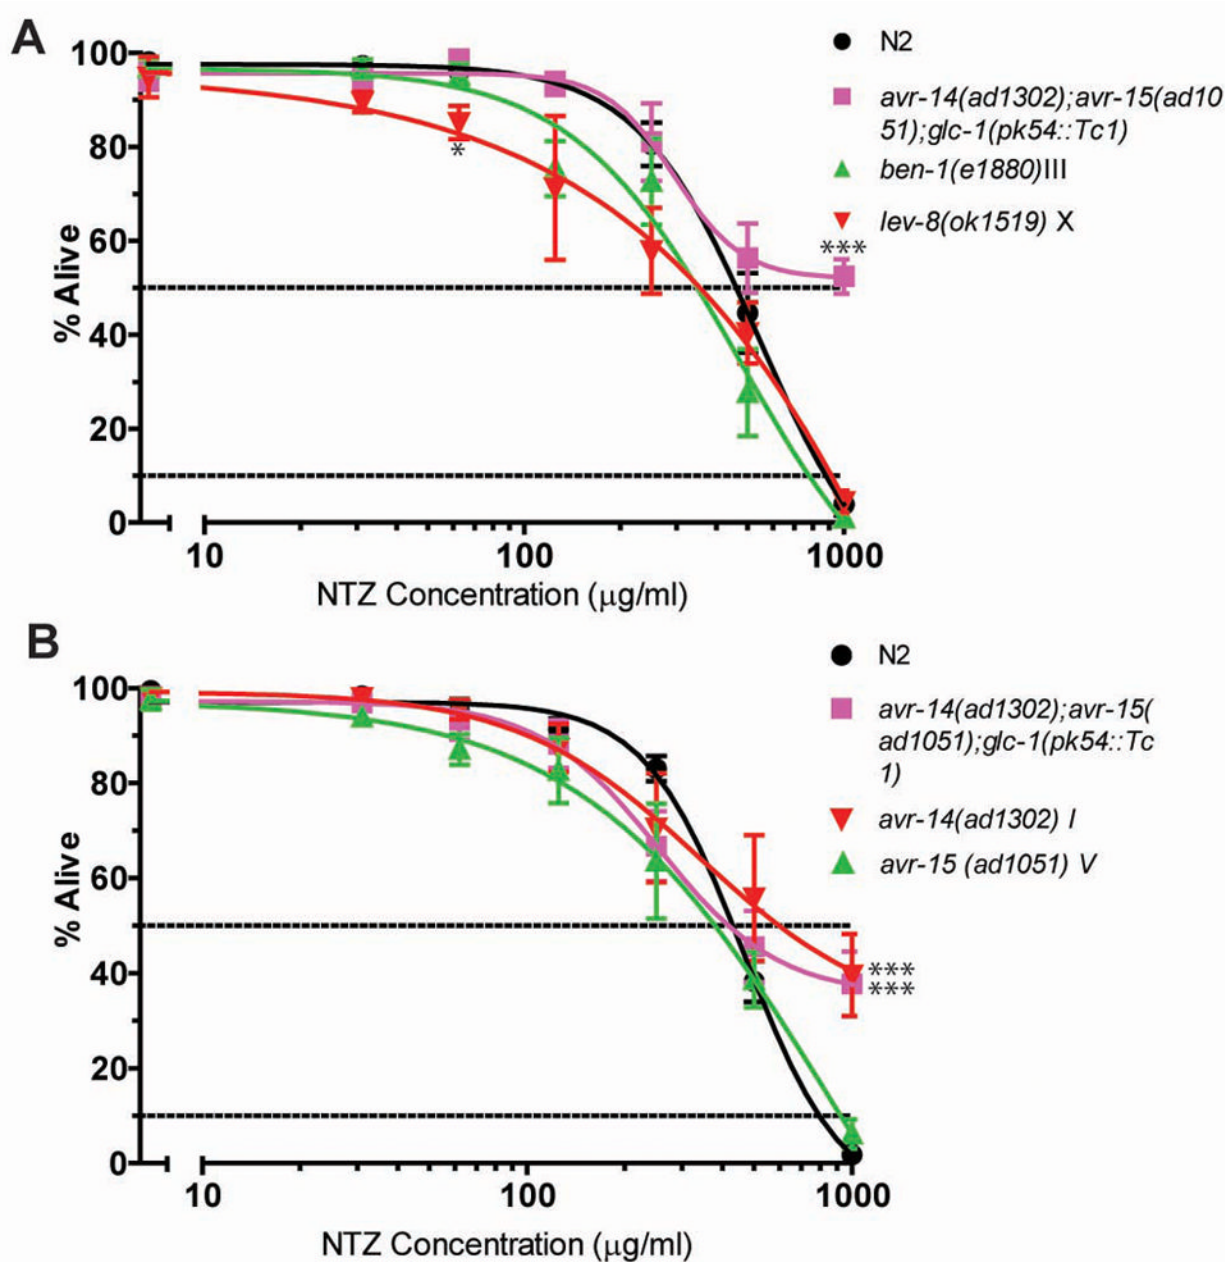 A
100
80
60
40
20
0
% Alive
10
100
1000
NTZ Concentration (μg/ml)
*
***
N2
avr-14(ad1302);avr-15(ad10
51);glc-1(pk54::Tc1)
ben-1(e1880)III
lev-8(ok1519) X
B
100
80
60
40
20
0
% Alive
10
100
1000
NTZ Concentration (μg/ml)
***
***
N2
avr-14(ad1302);avr-15(
ad1051);glc-1(pk54::Tc
1)
avr-14(ad1302) I
avr-15 (ad1051) V